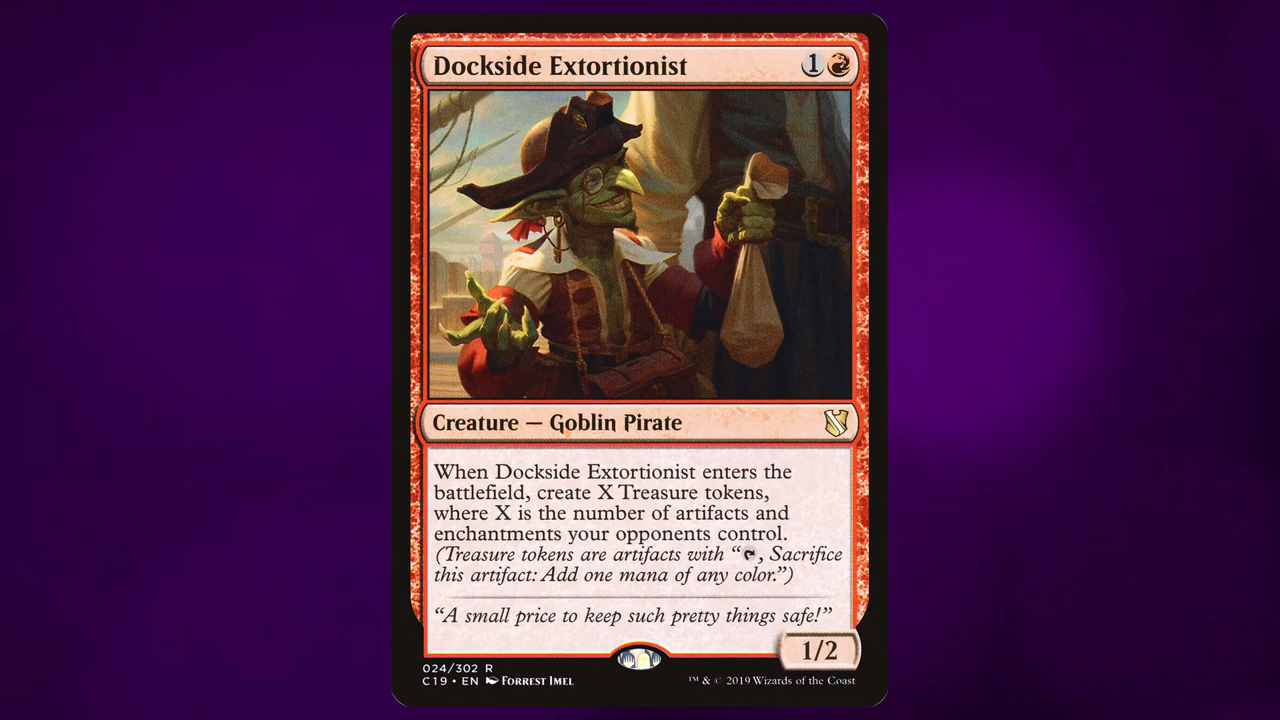 Dockside Extortionist 1
Creature — Goblin Pirate
When Dockside Extortionist enters the
battlefield, create X Treasure tokens,
where X is the number of artifacts and
enchantments your opponents control.
(Treasure tokens are artifacts with “, Sacrifice
this artifact: Add one mana of any color.”)
“A small price to keep such pretty things safe!”
1/2
024/302 R
C19 • EN Forrest Imel
™ & © 2019 Wizards of the Coast